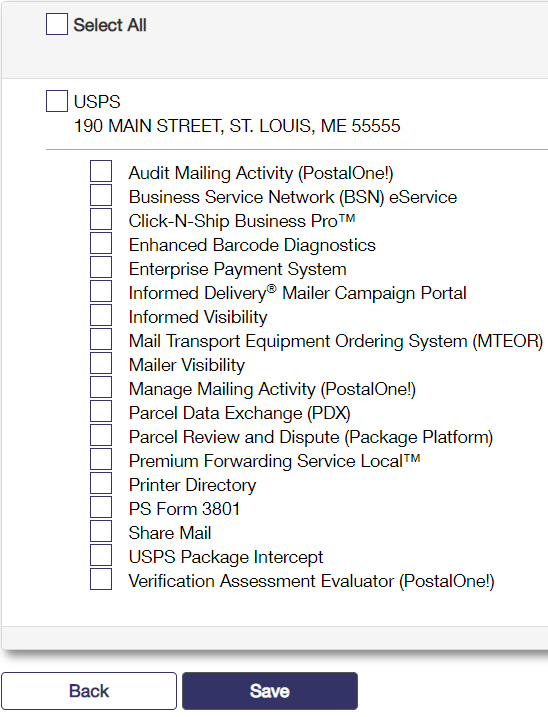 Select All
USPS
190 MAIN STREET, ST. LOUIS, ME 55555
Audit Mailing Activity (PostalOne!)
Business Service Network (BSN) eService
Click-N-Ship Business Pro™
Enhanced Barcode Diagnostics
Enterprise Payment System
Informed Delivery® Mailer Campaign Portal
Informed Visibility
Mail Transport Equipment Ordering System (MTEOR)
Mailer Visibility
Manage Mailing Activity (PostalOne!)
Parcel Data Exchange (PDX)
Parcel Review and Dispute (Package Platform)
Premium Forwarding Service Local™
Printer Directory
PS Form 3801
Share Mail
USPS Package Intercept
Verification Assessment Evaluator (PostalOne!)
Back Save